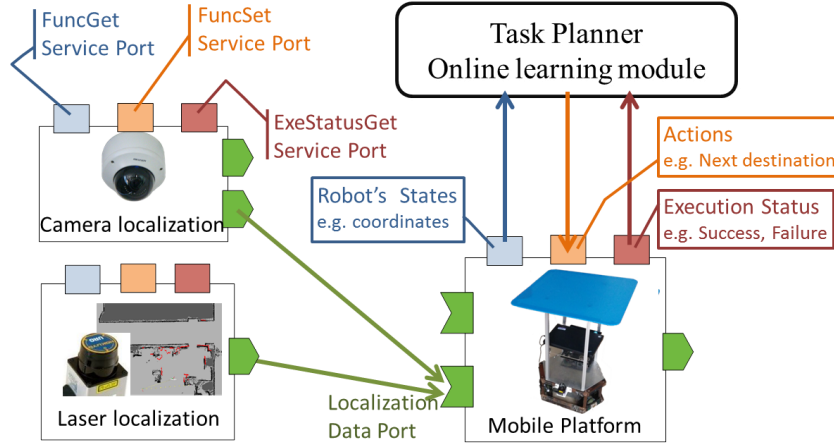 FuncGet
Service Port
FuncSet
Service Port
Task Planner
Online learning module
ExeStatusGet
Service Port
Actions
e.g. Next destination
Robot's States
e.g. coordinates
Execution Status
e.g. Success, Failure
Camera localization
Laser localization
Localization
Data Port
Mobile Platform